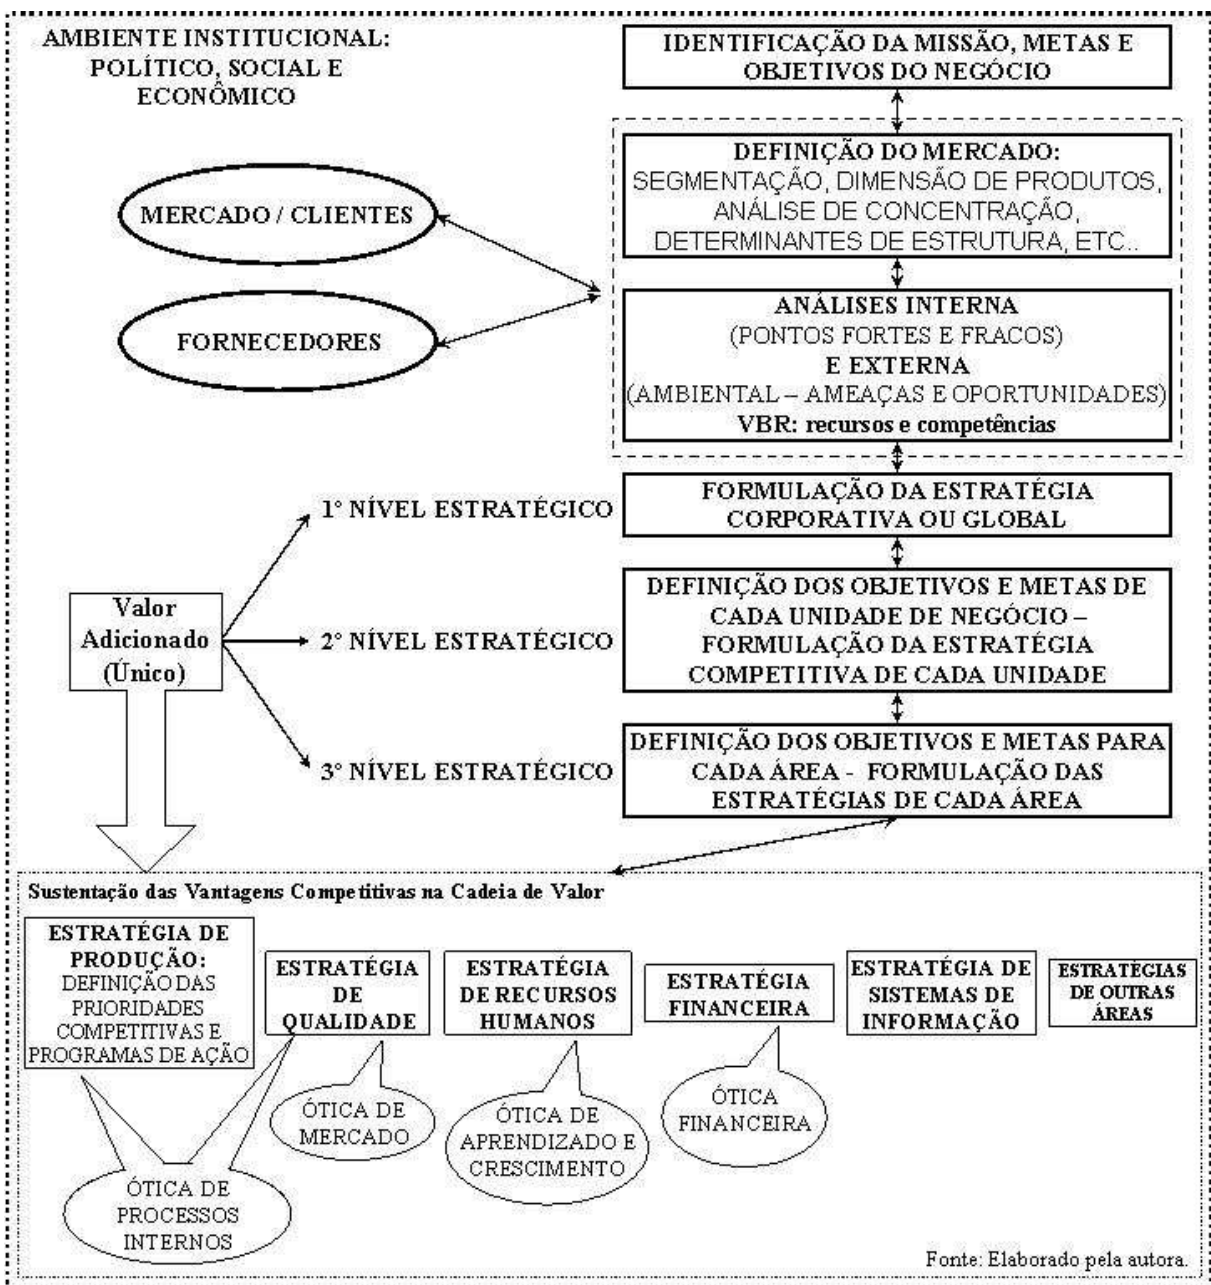 AMBIENTE INSTITUCIONAL:
POLÍTICO, SOCIAL E
ECONÔMICO
IDENTIFICAÇÃO DA MISSÃO, METAS E
OBJETIVOS DO NEGÓCIO
DEFINIÇÃO DO MERCADO:
SEGMENTAÇÃO, DIMENSÃO DE PRODUTOS,
ANÁLISE DE CONCENTRAÇÃO,
DETERMINANTES DE ESTRUTURA, ETC..
MERCADO / CLIENTES
FORNECEDORES
ANÁLISES INTERNA
(PONTOS FORTES E FRACOS)
E EXTERNA
(AMBIENTAL – AMEAÇAS E OPORTUNIDADES)
VBR: recursos e competências
1º NÍVEL ESTRATÉGICO
FORMULAÇÃO DA ESTRATÉGIA
CORPORATIVA OU GLOBAL
Valor
Adicionado
(Único)
2º NÍVEL ESTRATÉGICO
DEFINIÇÃO DOS OBJETIVOS E METAS DE
CADA UNIDADE DE NEGÓCIO –
FORMULAÇÃO DA ESTRATÉGIA
COMPETITIVA DE CADA UNIDADE
3º NÍVEL ESTRATÉGICO
DEFINIÇÃO DOS OBJETIVOS E METAS PARA
CADA ÁREA - FORMULAÇÃO DAS
ESTRATÉGIAS DE CADA ÁREA
Sustentação das Vantagens Competitivas na Cadeia de Valor
ESTRATÉGIA DE
PRODUÇÃO:
DEFINIÇÃO DAS
PRIORIDADES
COMPETITIVAS E
PROGRAMAS DE AÇÃO
ESTRATÉGIA
DE
QUALIDADE
ESTRATÉGIA
DE RECURSOS
HUMANOS
ESTRATÉGIA
FINANCEIRA
ESTRATÉGIA DE
SISTEMAS DE
INFORMAÇÃO
ESTRATÉGIAS
DE OUTRAS
ÁREAS
ÓTICA DE
PROCESSOS
INTERNOS
ÓTICA DE
MERCADO
ÓTICA DE
APRENDIZADO E
CRESCIMENTO
ÓTICA
FINANCEIRA
Fonte: Elaborado pela autora.